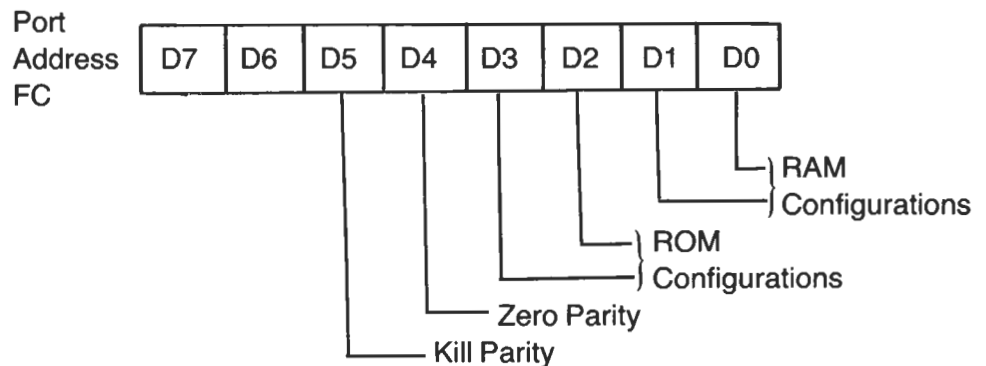 Port
Address
FC
D7 D6 D5 D4 D3 D2 D1 D0
RAM
Configurations
ROM
Configurations
Zero Parity
Kill Parity